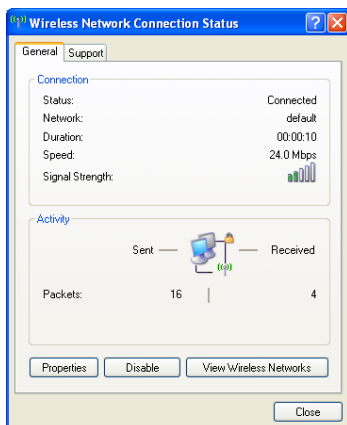 Wireless Network Connection Status
General Support
Connection
Status: Connected
Network: default
Duration: 00:00:10
Speed: 24.0 Mbps
Signal Strength:
Activity
Sent — — Received
Packets: 16 | 4
Properties Disable View Wireless Networks
Close